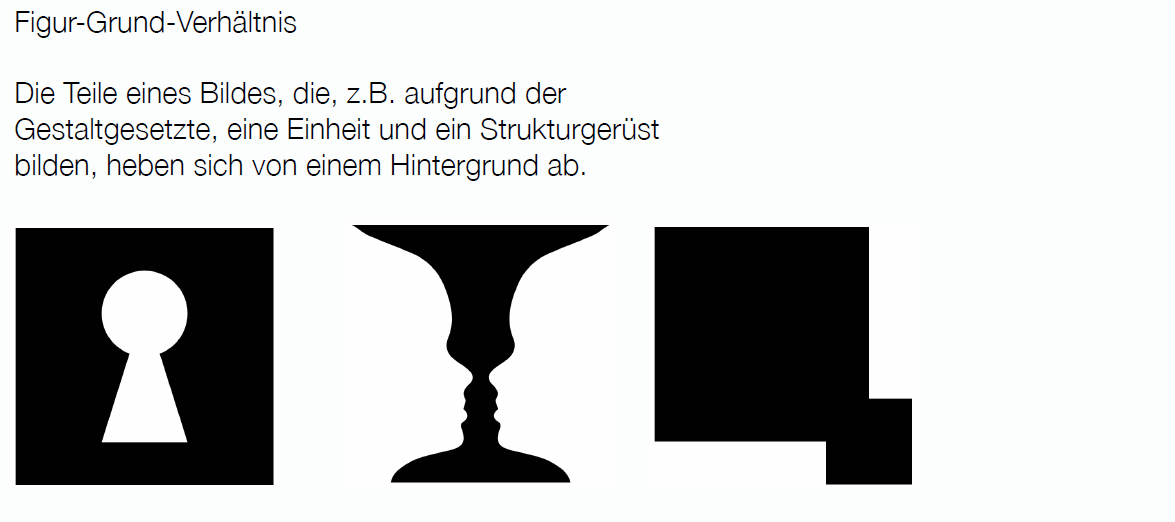 Figur-Grund-Verhältnis
Die Teile eines Bildes, die, z.B. aufgrund der
Gestaltgesetzte, eine Einheit und ein Strukturgerüst
bilden, heben sich von einem Hintergrund ab.